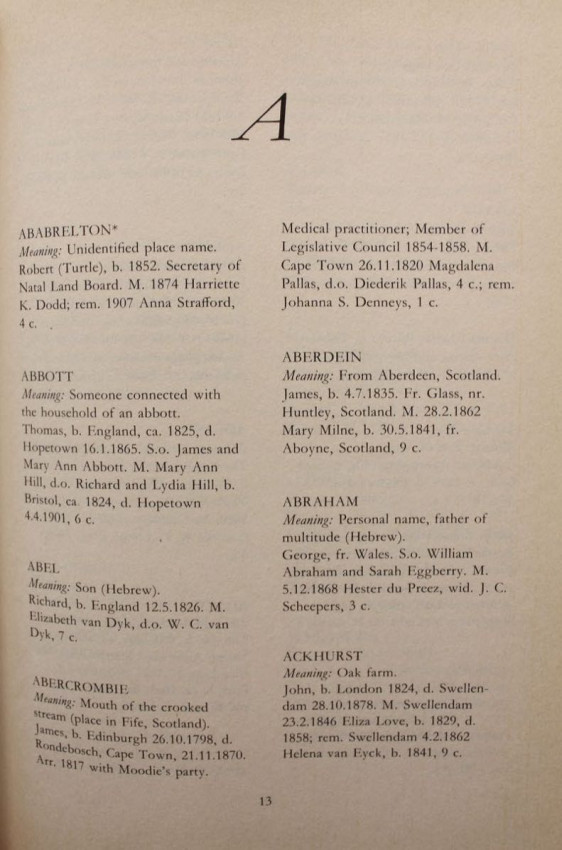 A
ABABRELTON*
Meaning: Unidentified place name.
Robert (Turtle), b. 1852. Secretary of
Natal Land Board. M. 1874 Harriette
K. Dodd; rem. 1907 Anna Strafford,
4 c.
ABBOTT
Meaning: Someone connected with
the household of an abbott.
Thomas, b. England, ca. 1825, d.
Hopetown 16.1.1865. S.o. James and
Mary Ann Abbott. M. Mary Ann
Hill, d.o. Richard and Lydia Hill, b.
Bristol, ca. 1824, d. Hopetown
4.4.1901, 6 c.
ABEL
Meaning: Son (Hebrew).
Richard, b. England 12.5.1826. M.
Elizabeth van Dyk, d.o. W. C. van
Dyk, 7 c.
ABERCROMBIE
Meaning: Mouth of the crooked
stream (place in Fife, Scotland).
James, b. Edinburgh 26.10.1798, d.
Rondebosch, Cape Town, 21.11.1870.
Arr. 1817 with Moodie's party.
Medical practitioner; Member of
Legislative Council 1854-1858. M.
Cape Town 26.11.1820 Magdalena
Pallas, d.o. Diederik Pallas, 4 c.; rem.
Johanna S. Denneys, 1 c.
ABERDEIN
Meaning: From Aberdeen, Scotland.
James, b. 4.7.1835. Fr. Glass, nr.
Huntley, Scotland. M. 28.2.1862
Mary Milne, b. 30.5.1841, fr.
Aboyne, Scotland, 9 c.
ABRAHAM
Meaning: Personal name, father of
multitude (Hebrew).
George, fr. Wales. S.o. William
Abraham and Sarah Eggberry. M.
5.12.1868 Hester du Preez, wid. J. C.
Scheepers, 3 c.
ACKHURST
Meaning: Oak farm.
John, b. London 1824, d. Swellen-
dam 28.10.1878. M. Swellendam
23.2.1846 Eliza Love, b. 1829, d.
1858; rem. Swellendam 4.2.1862
Helena van Eyck, b. 1841, 9 c.
13